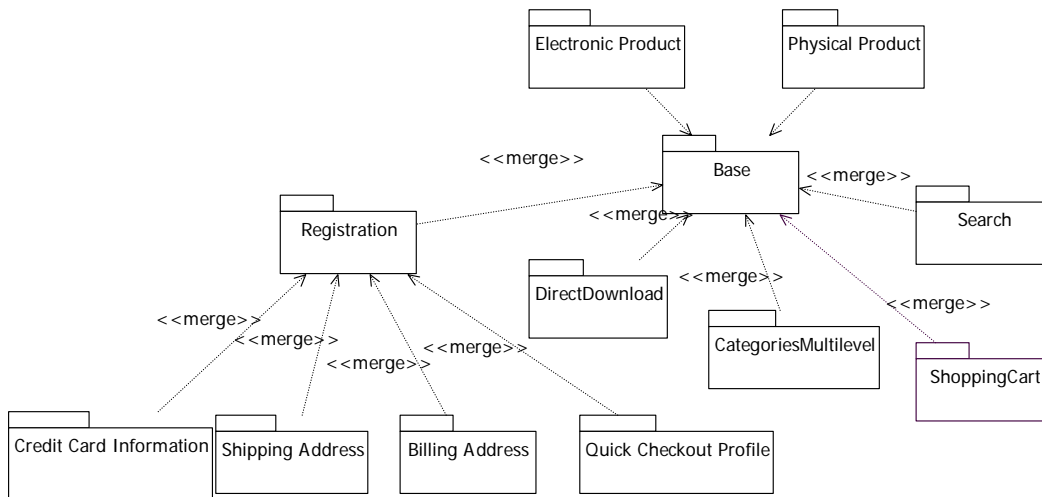 Electronic Product
Physical Product
<<merge>>
Base
<<merge>>
<<merge>>
Registration
Search
<<merge>>
DirectDownload
<<merge>>
<<merge>>
CategoriesMultilevel
<<merge>>
<<merge>>
<<merge>>
<<merge>>
ShoppingCart
Credit Card Information
Shipping Address
Billing Address
Quick Checkout Profile